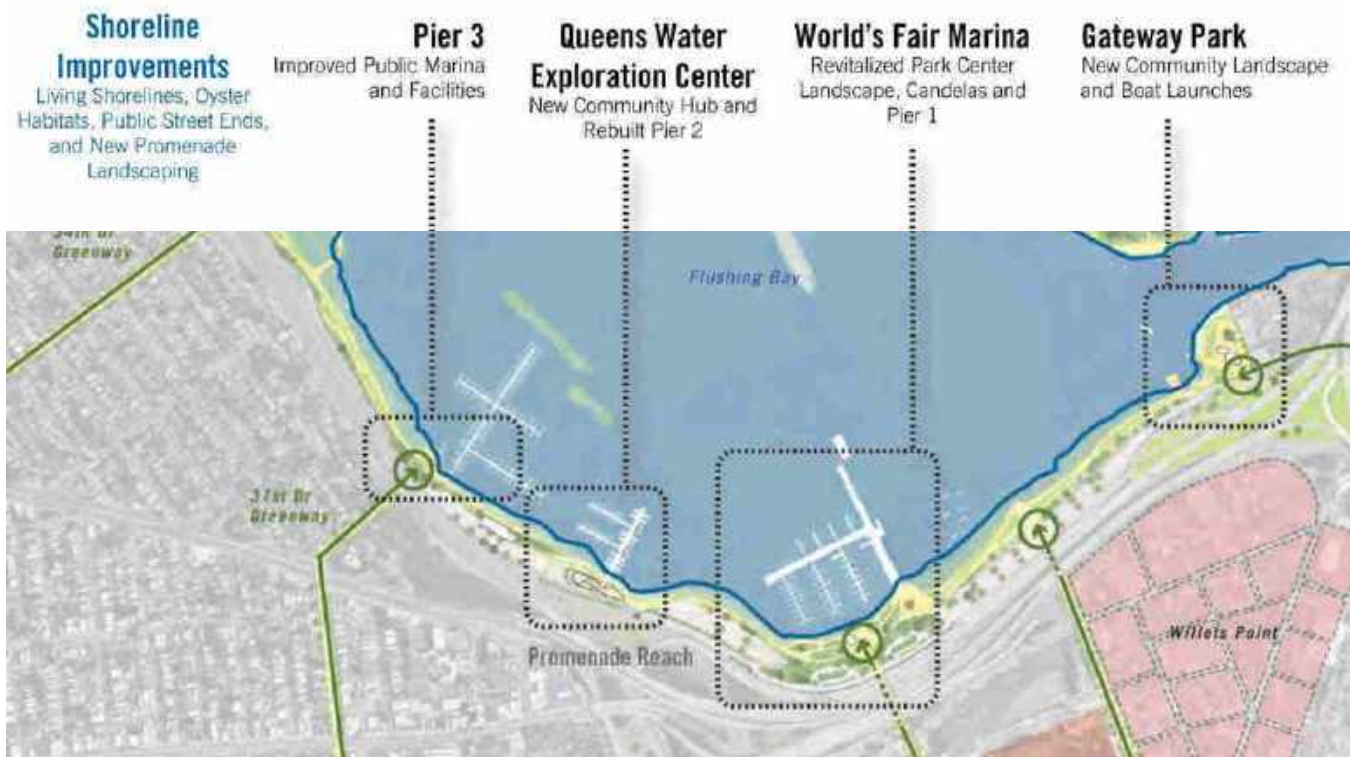 Shoreline
Improvements
Living Shorelines, Oyster
Habitats, Public Street Ends,
and New Promenade
Landscaping
Pier 3
Improved Public Marina
and Facilities
Queens Water
Exploration Center
New Community Hub and
Rebuilt Pier 2
World's Fair Marina
Revitalized Park Center
Landscape, Candelas and
Pier 1
Gateway Park
New Community Landscape
and Boat Launches
34th Dr
Greenway
Flushing Bay
31st Dr
Greenway
Promenade Reach
Willets Point